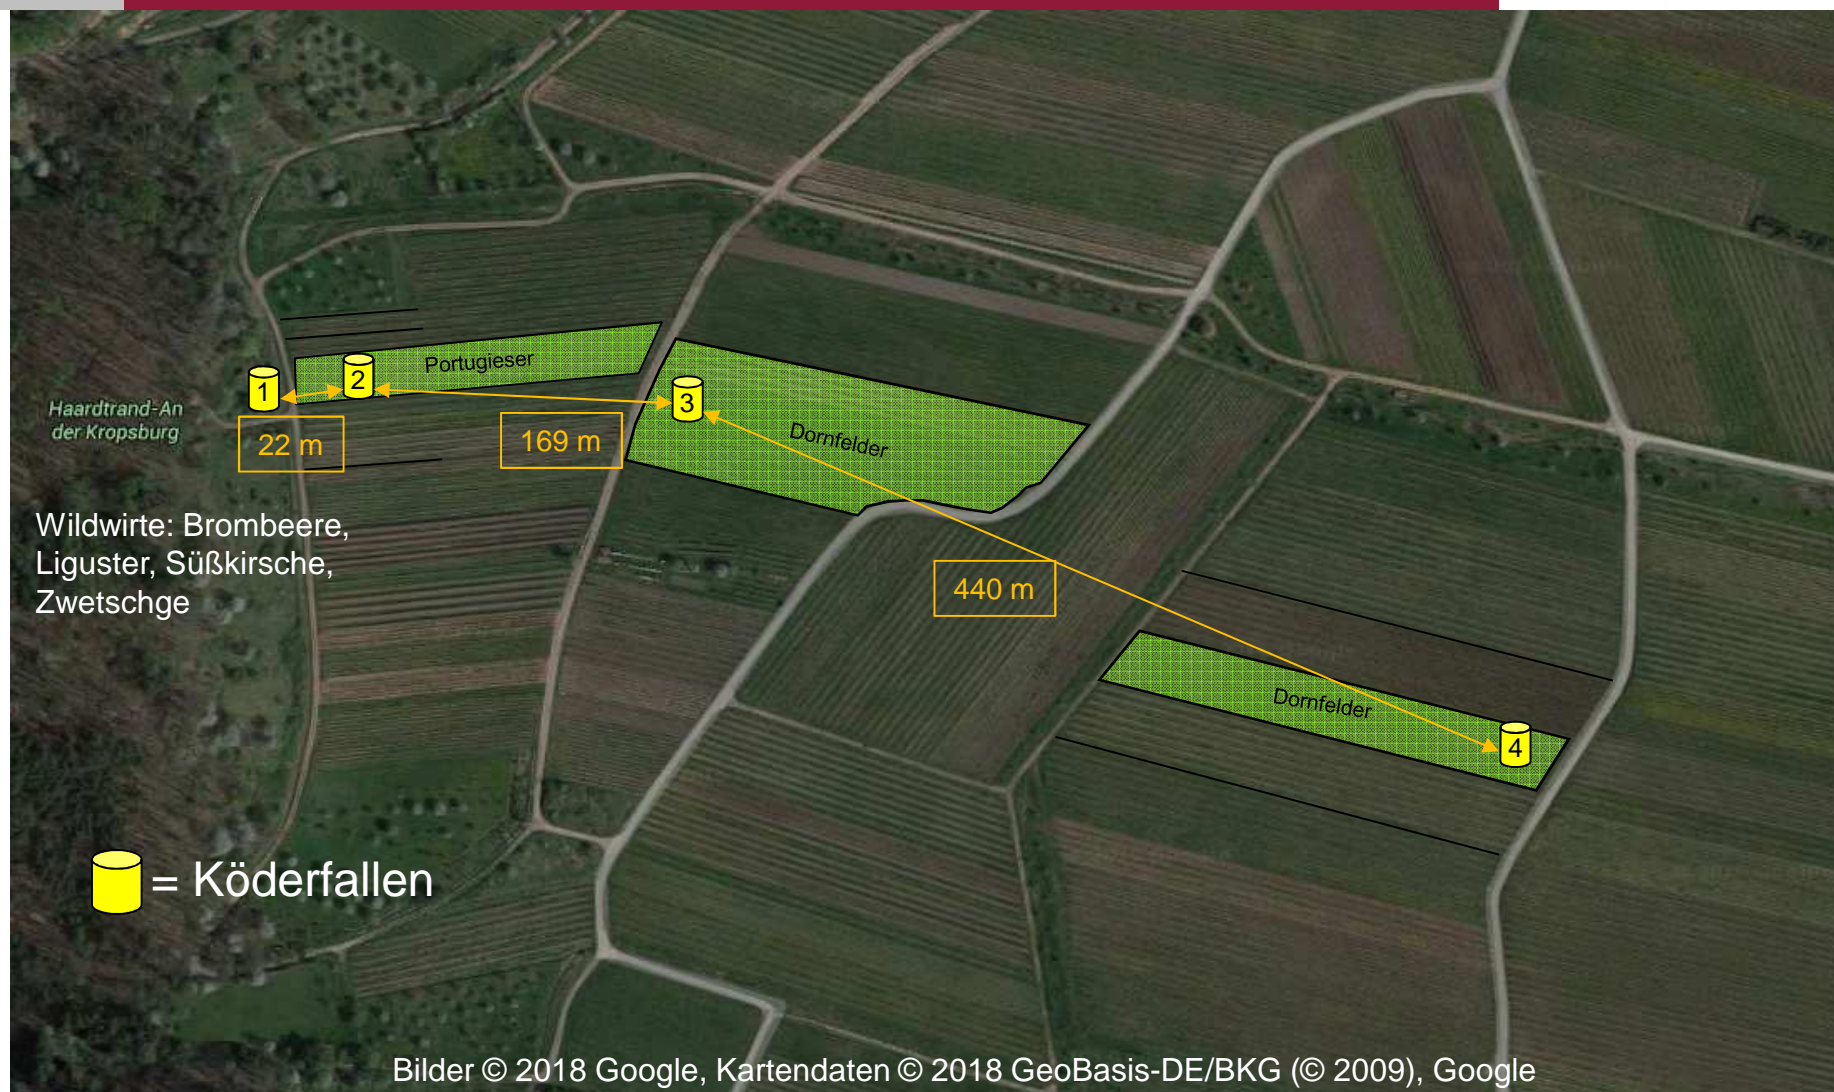 Portugieser
1
2
3
Haardtrand-An
der Kropsburg
22 m
169 m
Dornfelder
Wildwirte: Brombeere,
Liguster, Süßkirsche,
Zwetschge
440 m
Dornfelder
4
= Köderfallen
Bilder © 2018 Google, Kartendaten © 2018 GeoBasis-DE/BKG (© 2009), Google